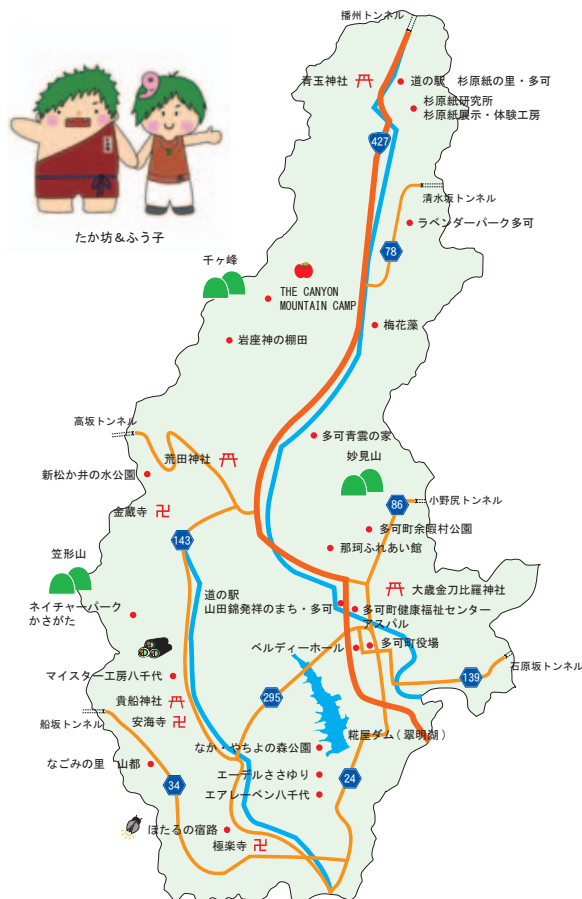 播州トンネル
青玉神社
道の駅　杉原紙の里・多可
杉原紙研究所
杉原紙展示・体験工房
427
たか坊＆ふう子
清水坂トンネル
ラベンダーパーク多可
78
千ヶ峰
THE CANYON
MOUNTAIN CAMP
梅花藻
岩座神の棚田
高坂トンネル
多可青雲の家
荒田神社
妙見山
新松か井の水公園
86
小野尻トンネル
金蔵寺
多可町余暇村公園
143
那珂ふれあい館
笠形山
大歳金刀比羅神社
道の駅
山田錦発祥のまち・多可
ネイチャーパーク
かさがた
多可町健康福祉センター
アスパル
ベルディーホール
多可町役場
石原坂トンネル
139
マイスター工房八千代
295
貴船神社
安海寺
船坂トンネル
糀屋ダム(翠明湖)
なか・やちよの森公園
なごみの里　山都
エーデルささゆり
34
24
エアレーベン八千代
ほたるの宿路
極楽寺